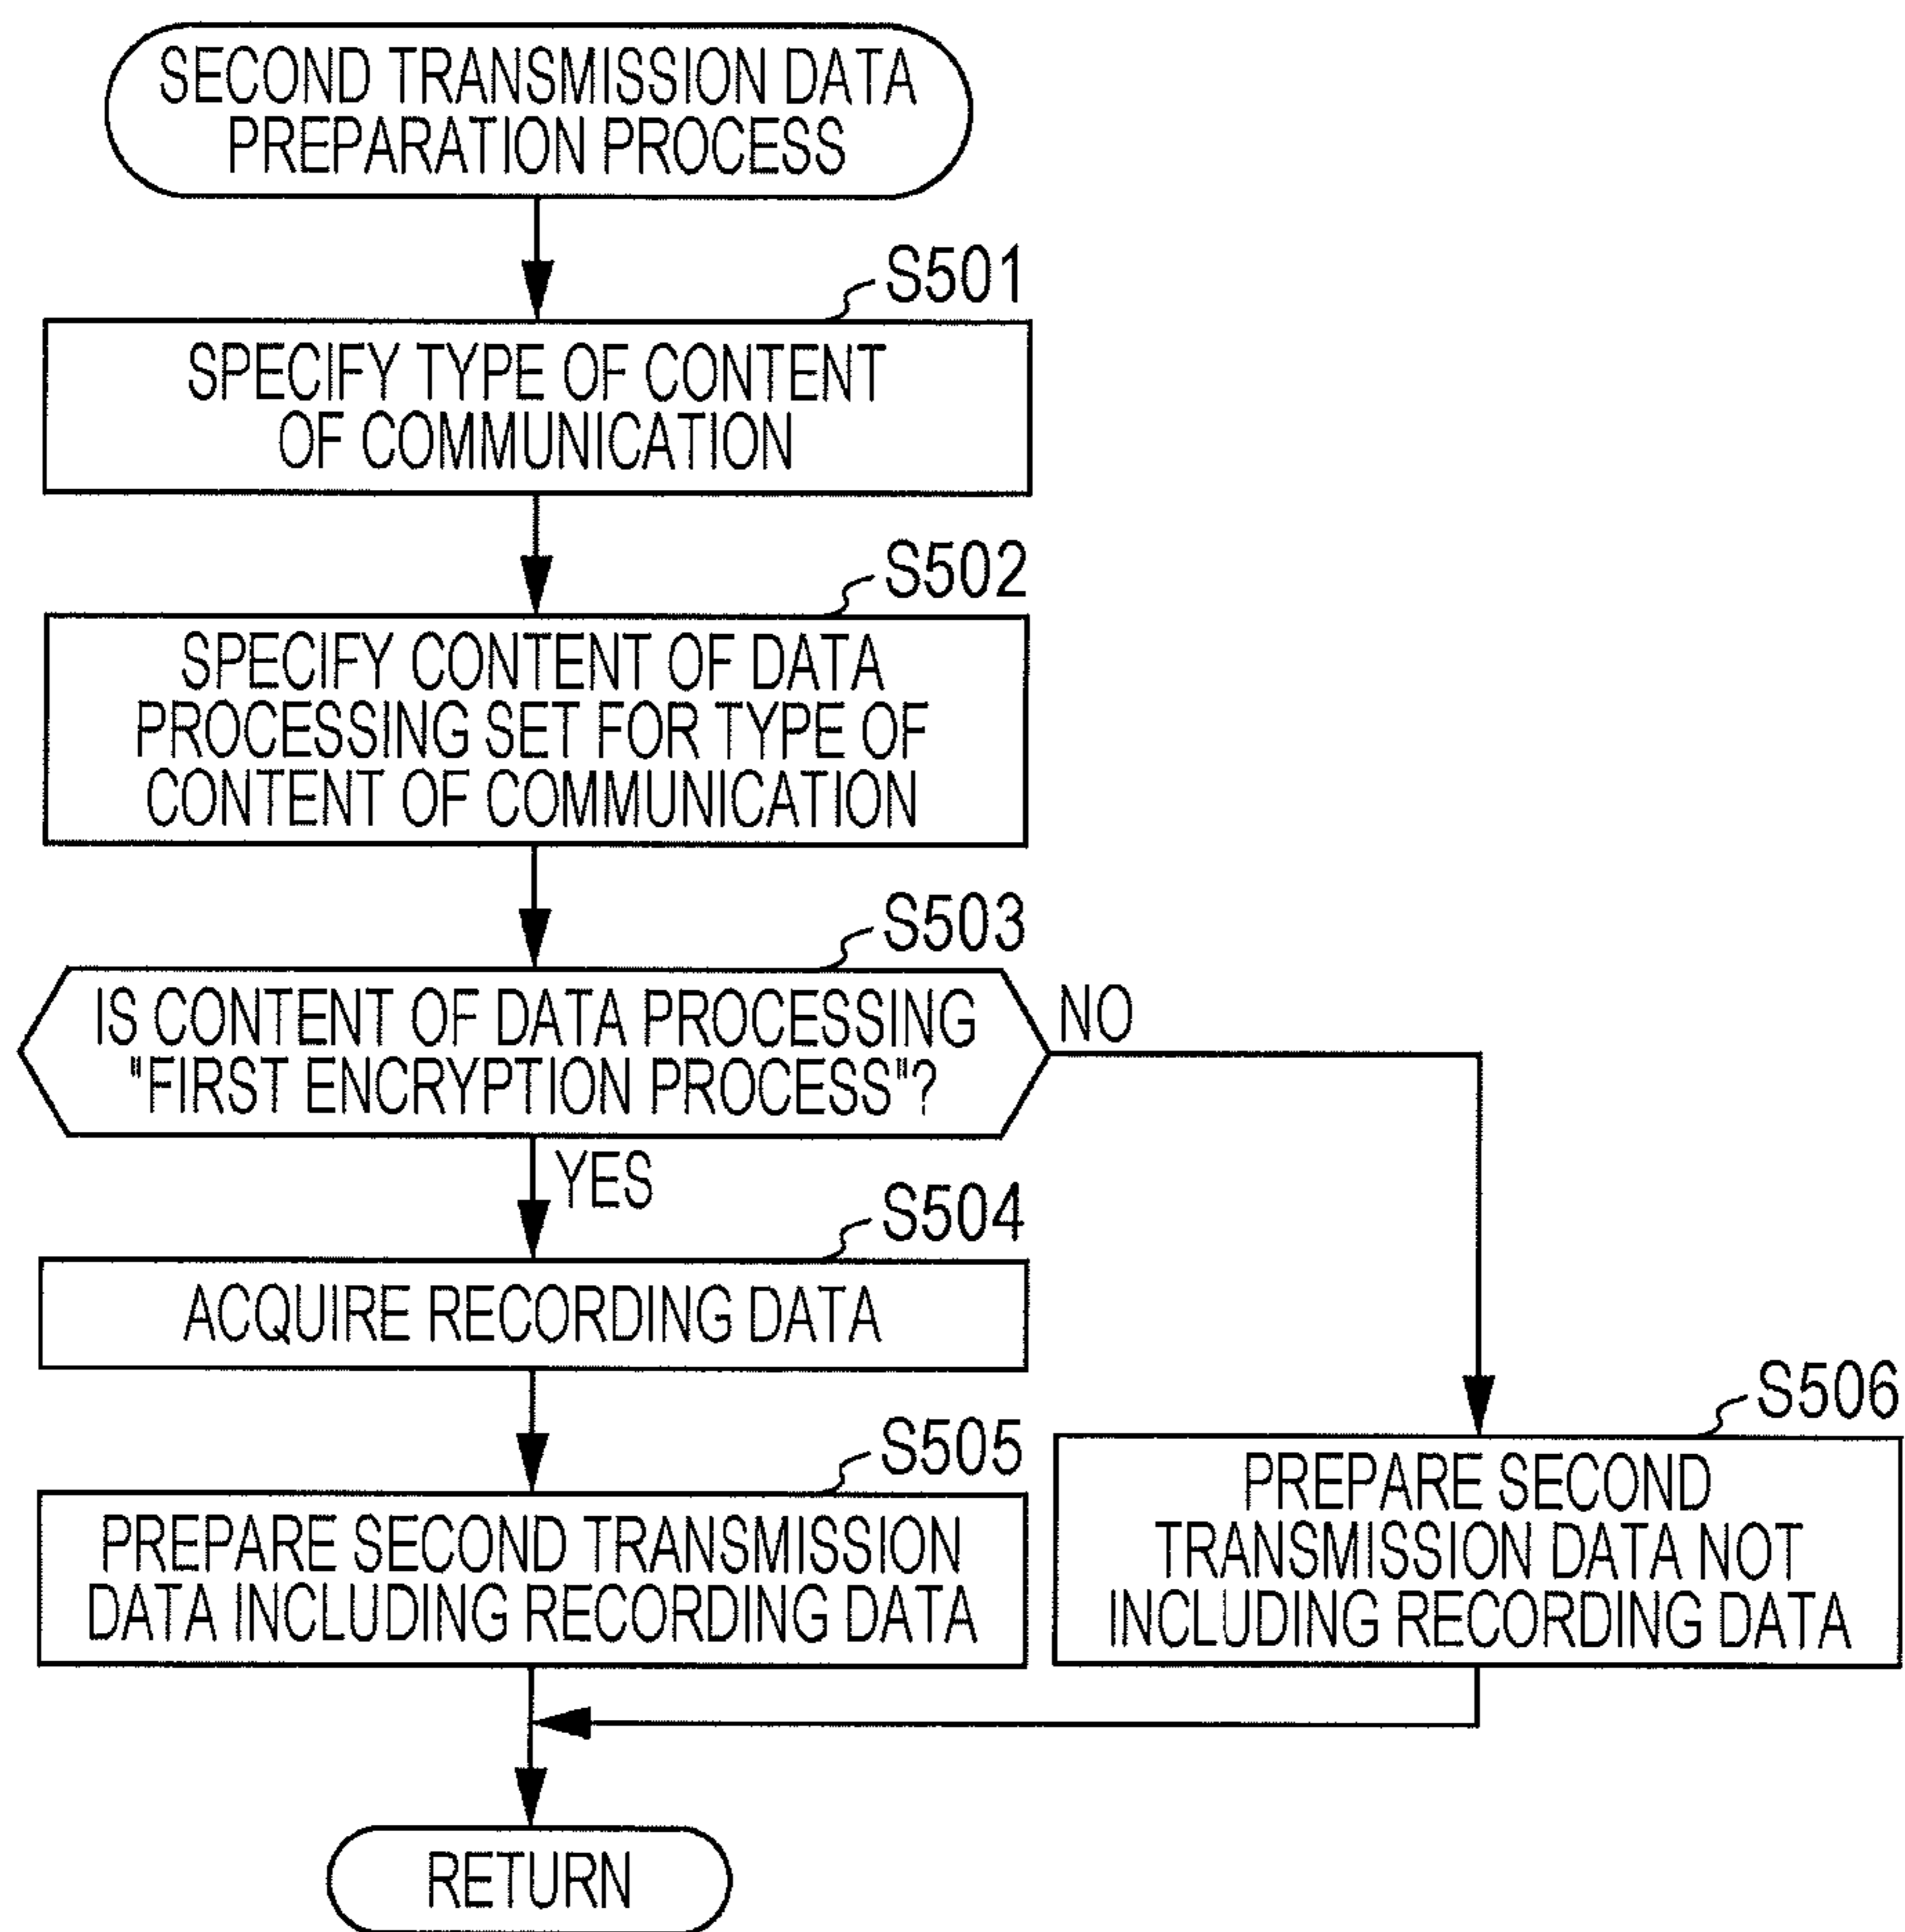 SECOND TRANSMISSION DATA
PREPARATION PROCESS
S501
SPECIFY TYPE OF CONTENT
OF COMMUNICATION
S502
SPECIFY CONTENT OF DATA
PROCESSING SET FOR TYPE OF
CONTENT OF COMMUNICATION
S503
IS CONTENT OF DATA PROCESSING
"FIRST ENCRYPTION PROCESS"?
NO
YES
S504
ACQUIRE RECORDING DATA
S505
PREPARE SECOND TRANSMISSION
DATA INCLUDING RECORDING DATA
S506
PREPARE SECOND
TRANSMISSION DATA NOT
INCLUDING RECORDING DATA
RETURN